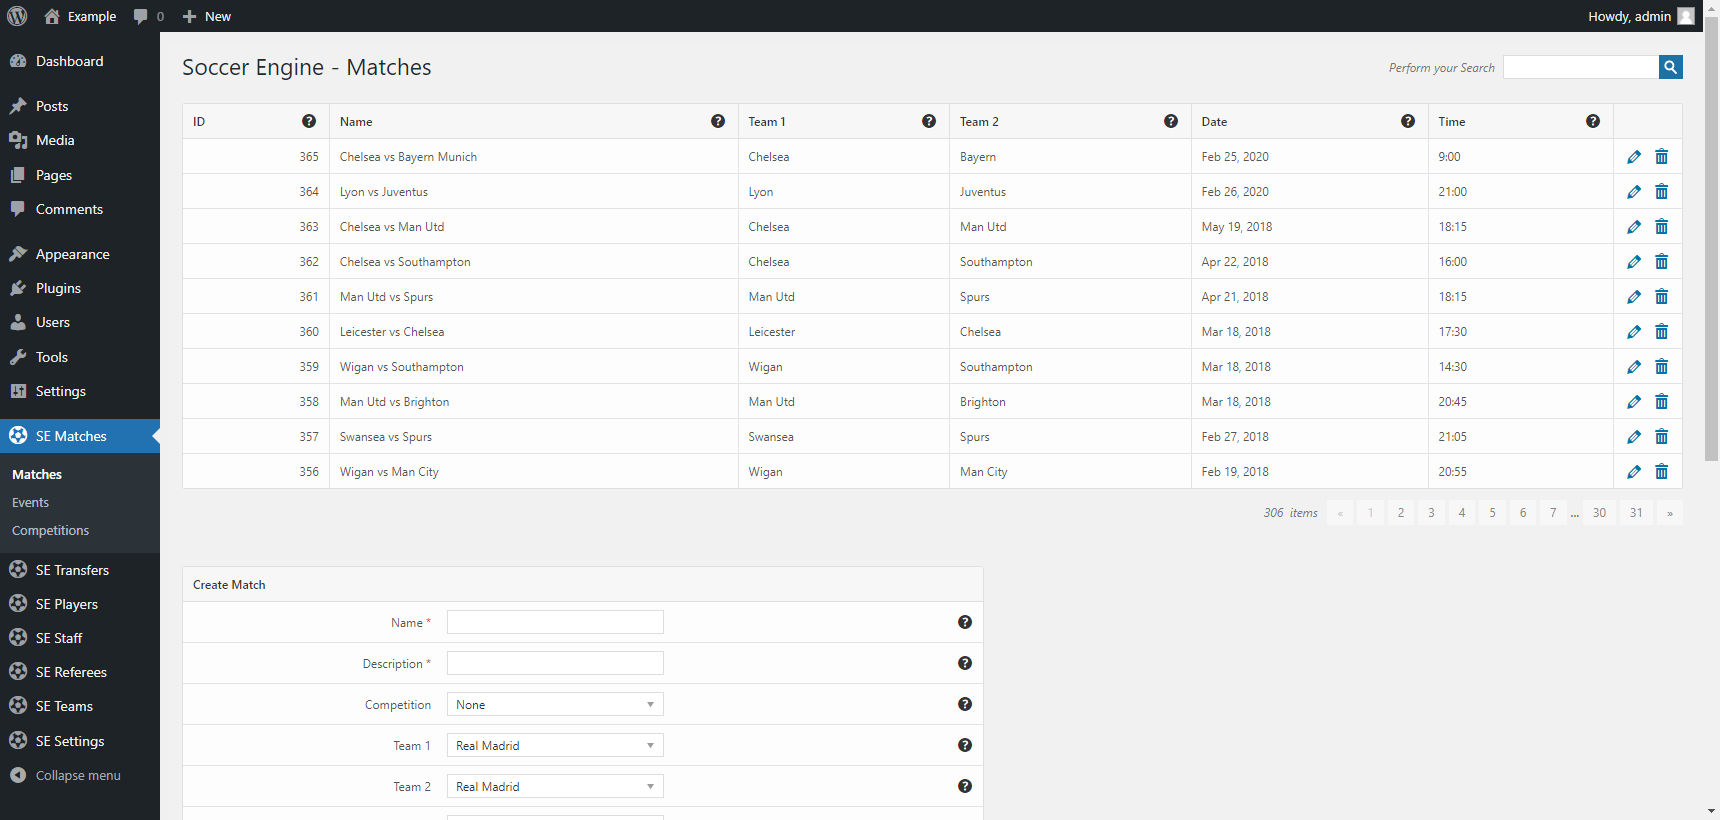 Example 0 New Howdy, admin
Dashboard
Posts
Media
Pages
Comments
Appearance
Plugins
Users
Tools
Settings
SE Matches
Matches
Events
Competitions
SE Transfers
SE Players
SE Staff
SE Referees
SE Teams
SE Settings
Collapse menu
Soccer Engine - Matches
Perform your Search
ID Name Team 1 Team 2 Date Time
365 Chelsea vs Bayern Munich Chelsea Bayern Feb 25, 2020 9:00
364 Lyon vs Juventus Lyon Juventus Feb 26, 2020 21:00
363 Chelsea vs Man Utd Chelsea Man Utd May 19, 2018 18:15
362 Chelsea vs Southampton Chelsea Southampton Apr 22, 2018 16:00
361 Man Utd vs Spurs Man Utd Spurs Apr 21, 2018 18:15
360 Leicester vs Chelsea Leicester Chelsea Mar 18, 2018 17:30
359 Wigan vs Southampton Wigan Southampton Mar 18, 2018 14:30
358 Man Utd vs Brighton Man Utd Brighton Mar 18, 2018 20:45
357 Swansea vs Spurs Swansea Spurs Feb 27, 2018 21:05
356 Wigan vs Man City Wigan Man City Feb 19, 2018 20:55
306 items « 1 2 3 4 5 6 7 ... 30 31 »
Create Match
Name *
Description *
Competition None
Team 1 Real Madrid
Team 2 Real Madrid